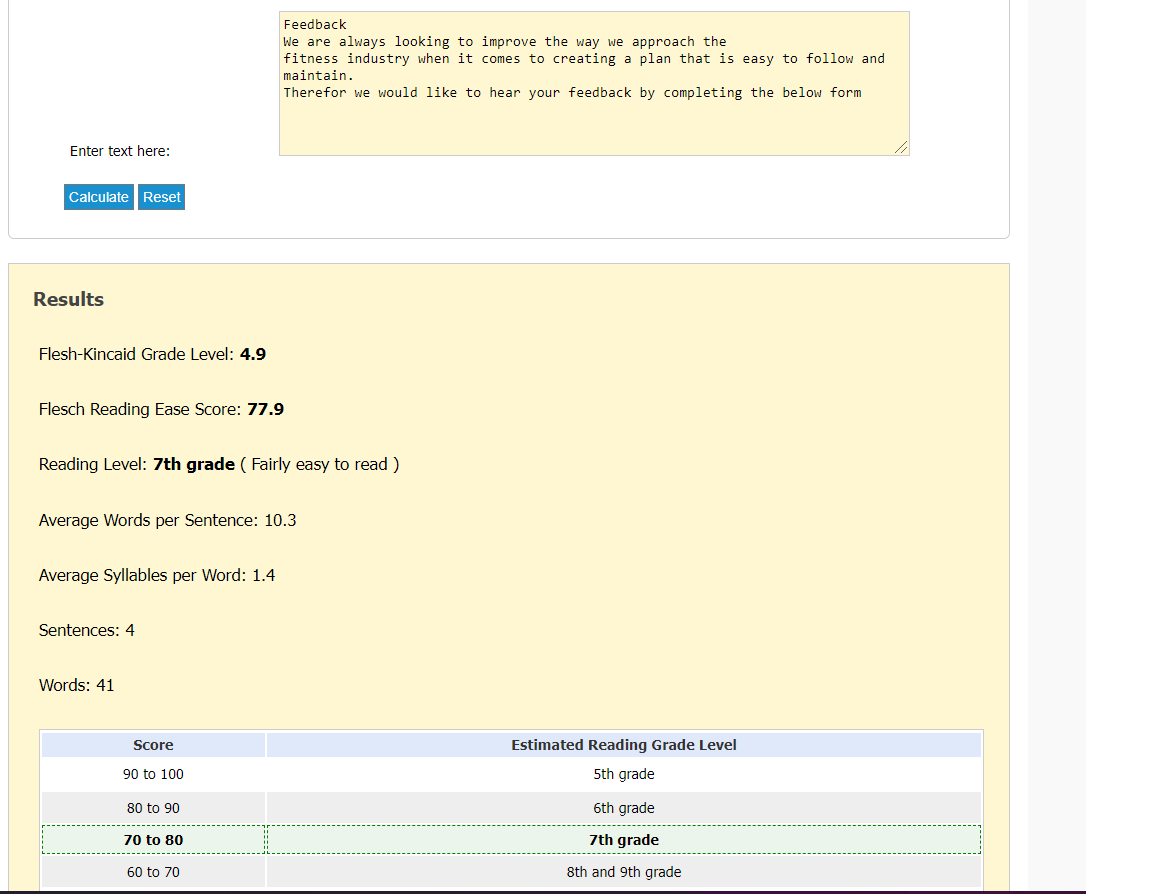 Feedback
We are always looking to improve the way we approach the
fitness industry when it comes to creating a plan that is easy to follow and
maintain.
Therefor we would like to hear your feedback by completing the below form
Enter text here:
Calculate Reset
Results
Flesh-Kincaid Grade Level: 4.9
Flesch Reading Ease Score: 77.9
Reading Level: 7th grade ( Fairly easy to read )
Average Words per Sentence: 10.3
Average Syllables per Word: 1.4
Sentences: 4
Words: 41
Score Estimated Reading Grade Level
90 to 100 5th grade
80 to 90 6th grade
70 to 80 7th grade
60 to 70 8th and 9th grade